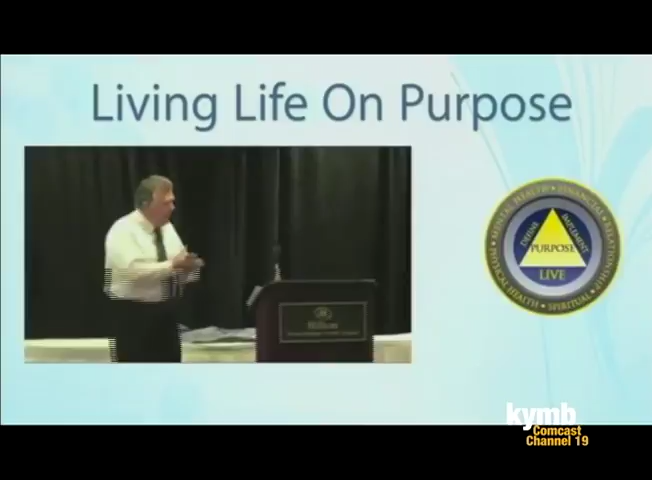 Living Life On Purpose
MENTAL HEALTH • FINANCIAL • RELATIONSHIP • SPIRITUAL • PHYSICAL HEALTH •
DEFINE
IMPLEMENT
PURPOSE
LIVE
Hilton
kymb
Comcast
Channel 19